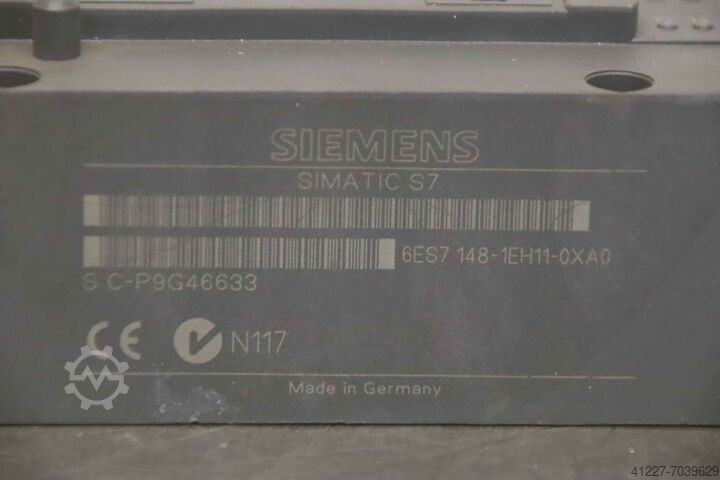 SIEMENS
SIMATIC S7
6ES7 148-1EH11-0XA0
S C-P9G46633
CE N117
Made in Germany
41227-7039629